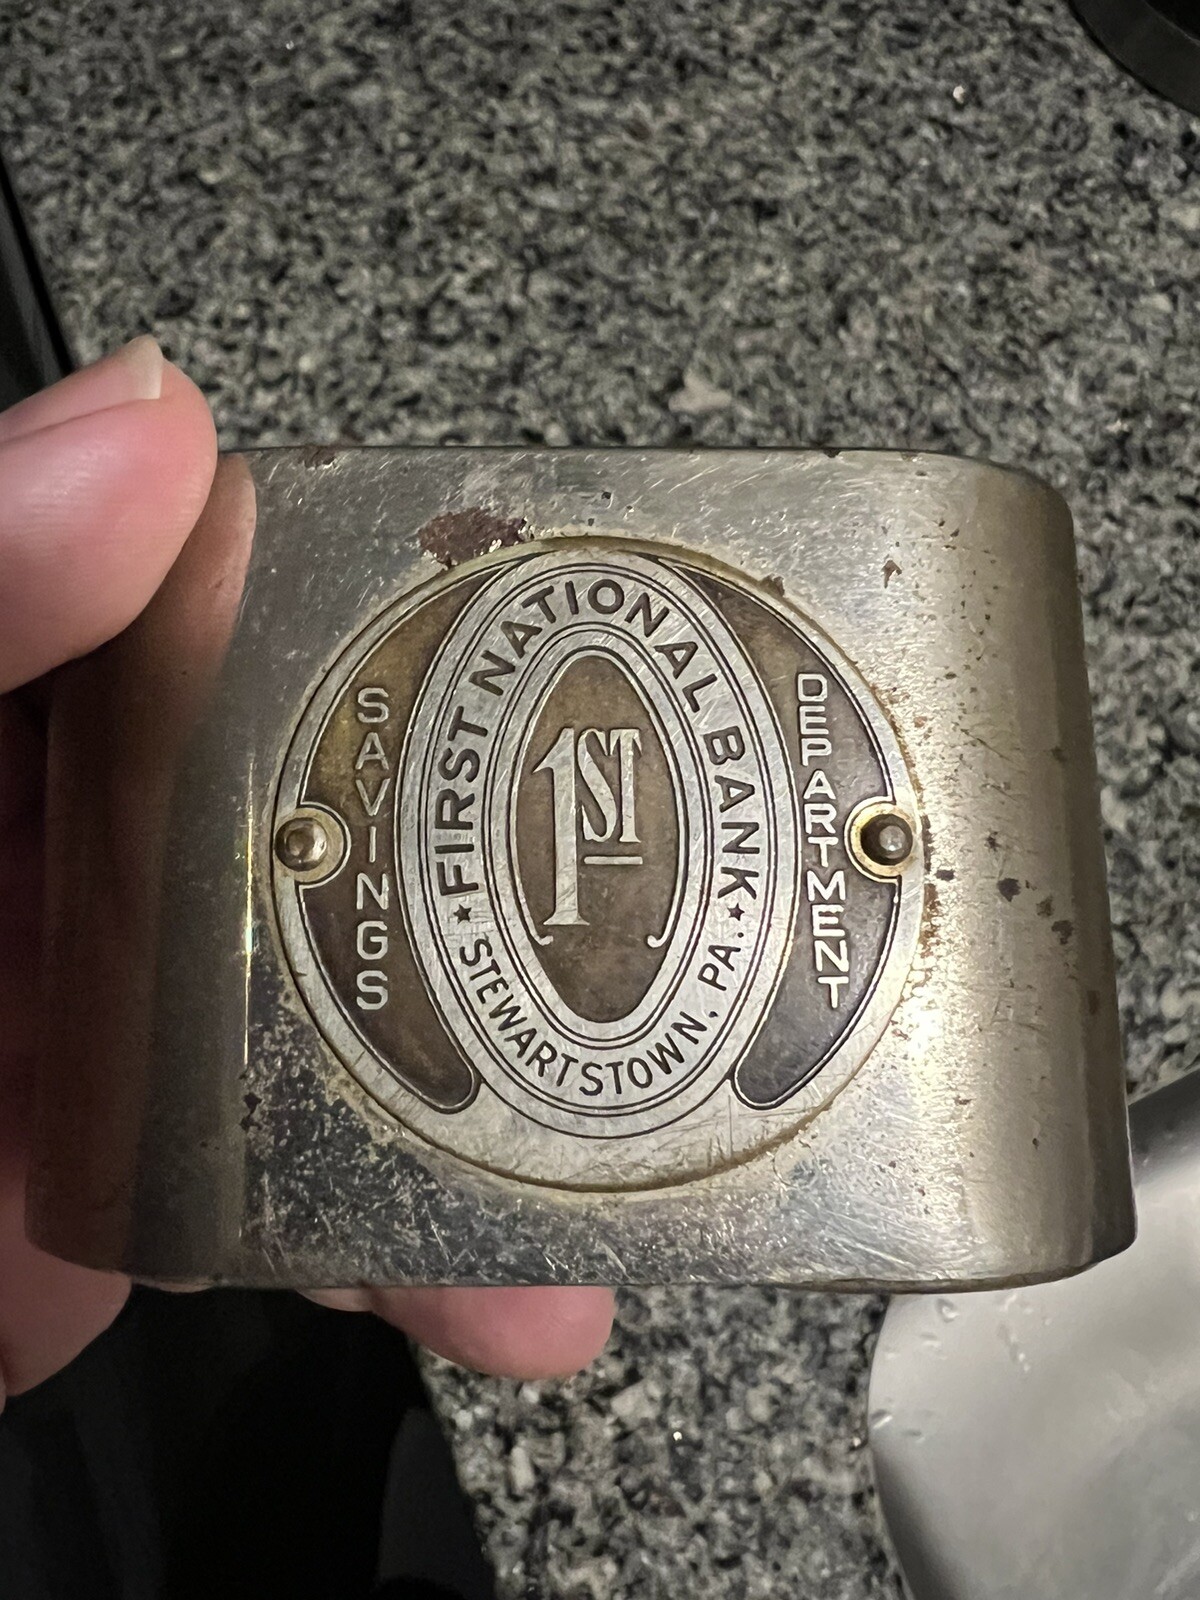 SAVINGS
★ FIRST NATIONAL BANK ★
1ST
STEWARTSTOWN, PA.
DEPARTMENT